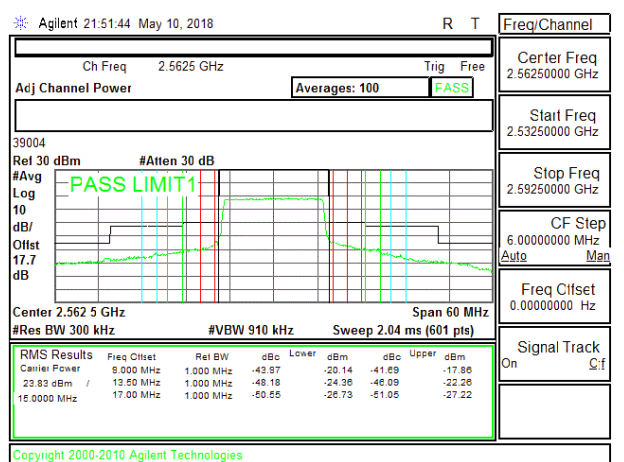 Agilent 21:51:44 May 10, 2018 R T
Freq/Channel
Ch Freq 2.5625 GHz Trig Free
Adj Channel Power Averages: 100 PASS
Center Freq
2.56250000 GHz
Start Freq
2.53250000 GHz
Stop Freq
2.59250000 GHz
CF Step
6.00000000 MHz
Auto Man
Freq Offset
0.00000000 Hz
Signal Track
On Off
39004
Ref 30 dBm #Atten 30 dB
#Avg
Log
10
dB/
Offst
17.7
dB
PASS LIMIT1
Center 2.562 5 GHz Span 60 MHz
#Res BW 300 kHz #VBW 910 kHz Sweep 2.04 ms (601 pts)
RMS Results Freq Offset Ref BW dBc Lower dBm dBc Upper dBm
Carrier Power 9.000 MHz 1.000 MHz -43.97 -20.14 -41.69 -17.86
23.83 dBm / 13.50 MHz 1.000 MHz -48.18 -24.36 -46.09 -22.26
15.0000 MHz 17.00 MHz 1.000 MHz -50.55 -26.73 -51.05 -27.22
Copyright 2000-2010 Agilent Technologies